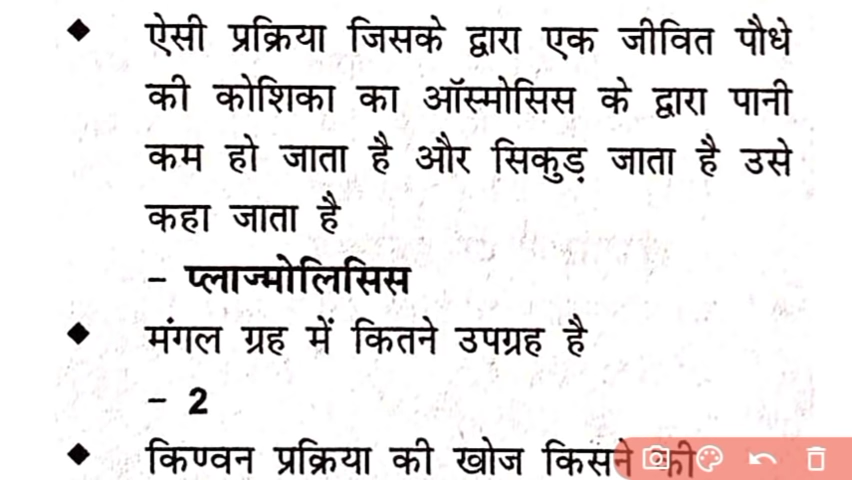 ◆ ऐसी प्रक्रिया जिसके द्वारा एक जीवित पौधे
की कोशिका का ऑस्मोसिस के द्वारा पानी
कम हो जाता है और सिकुड़ जाता है उसे
कहा जाता है
– प्लाज्मोलिसिस
◆ मंगल ग्रह में कितने उपग्रह है
– 2
◆ किण्वन प्रक्रिया की खोज किसने की